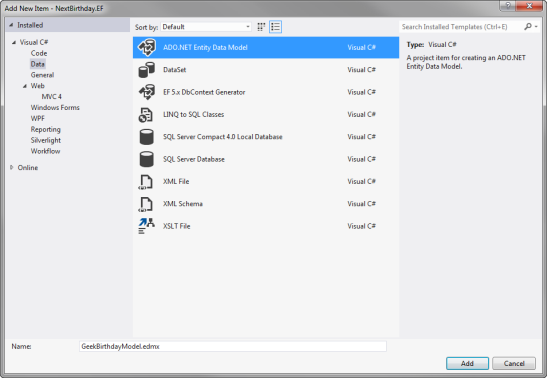 Add New Item - NextBirthday.EF
Installed
Sort by: Default
Search Installed Templates (Ctrl+E)
Visual C#
Code
Data
General
Web
MVC 4
Windows Forms
WPF
Reporting
Silverlight
Workflow
Online
ADO.NET Entity Data Model Visual C#
DataSet Visual C#
EF 5.x DbContext Generator Visual C#
LINQ to SQL Classes Visual C#
SQL Server Compact 4.0 Local Database Visual C#
SQL Server Database Visual C#
XML File Visual C#
XML Schema Visual C#
XSLT File Visual C#
Type: Visual C#
A project item for creating an ADO.NET
Entity Data Model.
Name: GeekBirthdayModel.edmx
Add Cancel